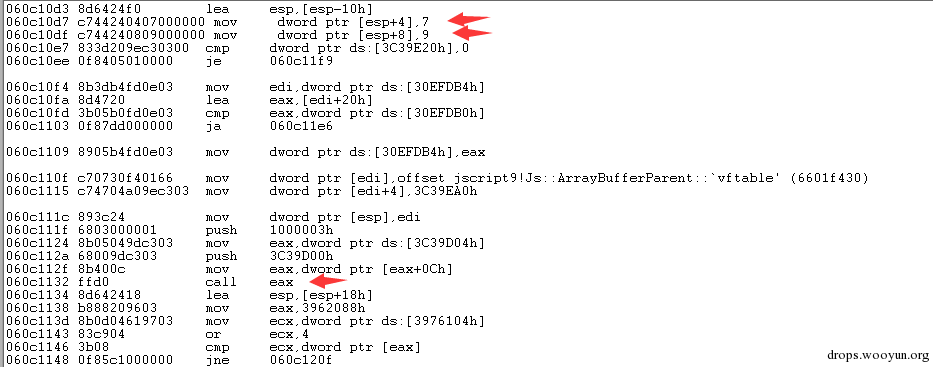 060c10d3 8d6424f0 lea esp,[esp-10h]
060c10d7 c744240407000000 mov dword ptr [esp+4],7
060c10df c744240809000000 mov dword ptr [esp+8],9
060c10e7 833d209ec30300 cmp dword ptr ds:[3C39E20h],0
060c10ee 0f8405010000 je 060c11f9
060c10f4 8b3db4fd0e03 mov edi,dword ptr ds:[30EFDB4h]
060c10fa 8d4720 lea eax,[edi+20h]
060c10fd 3b05b0fd0e03 cmp eax,dword ptr ds:[30EFDB0h]
060c1103 0f87dd000000 ja 060c11e6
060c1109 8905b4fd0e03 mov dword ptr ds:[30EFDB4h],eax
060c110f c70730f40166 mov dword ptr [edi],offset jscript9!Js::ArrayBufferParent::`vftable' (6601f430)
060c1115 c74704a09ec303 mov dword ptr [edi+4],3C39EA0h
060c111c 893c24 mov dword ptr [esp],edi
060c111f 6803000001 push 1000003h
060c1124 8b05049dc303 mov eax,dword ptr ds:[3C39D04h]
060c112a 68009dc303 push 3C39D00h
060c112f 8b400c mov eax,dword ptr [eax+0Ch]
060c1132 ffd0 call eax
060c1134 8d642418 lea esp,[esp+18h]
060c1138 b888209603 mov eax,3962088h
060c113d 8b0d04619703 mov ecx,dword ptr ds:[3976104h]
060c1143 83c904 or ecx,4
060c1146 3b08 cmp ecx,dword ptr [eax]
060c1148 0f85c1000000 jne 060c120f
drops.wooyun.org